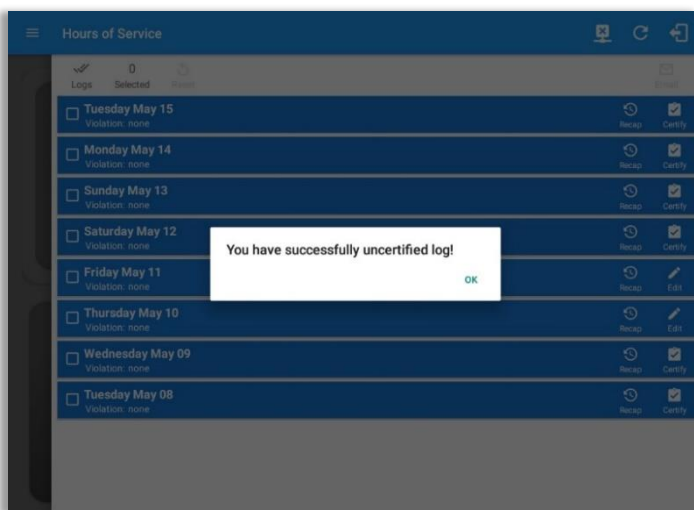 Hours of Service
Logs
0
Selected
Reset
Email
Tuesday May 15
Violation: none
Recap
Certify
Monday May 14
Violation: none
Recap
Certify
Sunday May 13
Violation: none
Recap
Certify
Saturday May 12
Violation: none
Recap
Certify
You have successfully uncertified log!
OK
Friday May 11
Violation: none
Recap
Edit
Thursday May 10
Violation: none
Recap
Edit
Wednesday May 09
Violation: none
Recap
Certify
Tuesday May 08
Violation: none
Recap
Certify